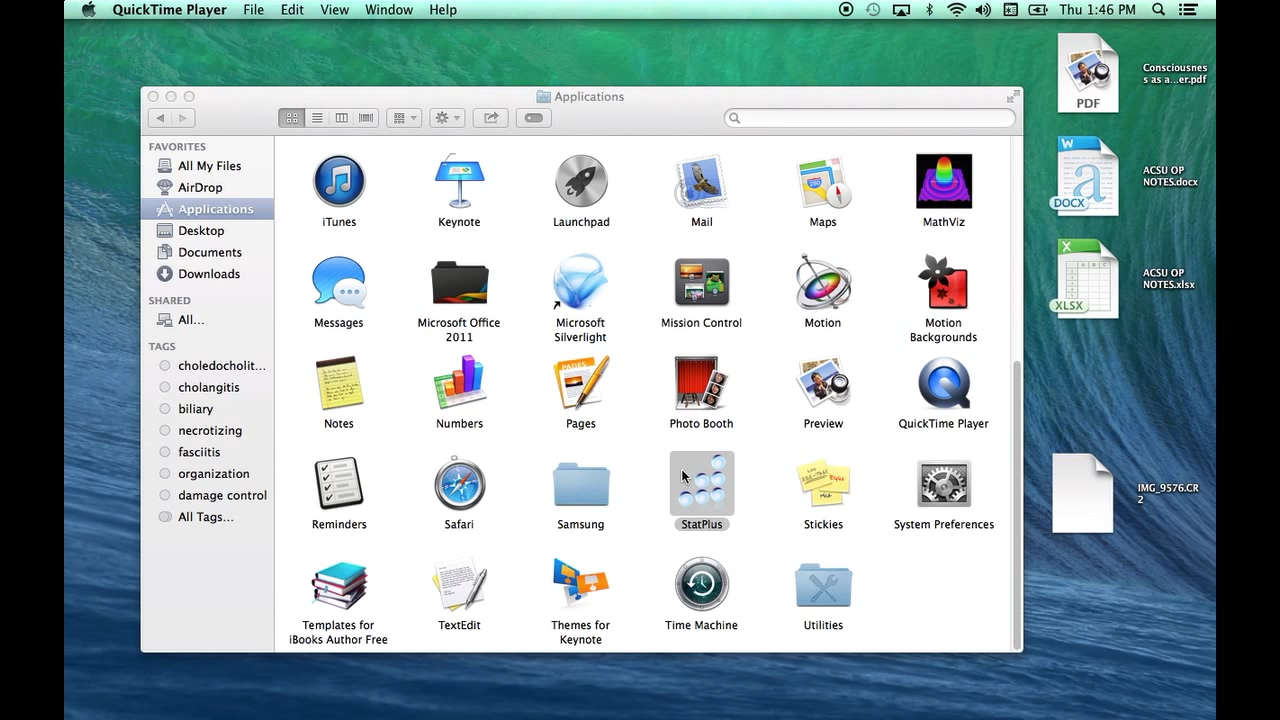 QuickTime Player File Edit View Window Help Thu 1:46 PM
Applications
FAVORITES
All My Files
AirDrop
Applications
Desktop
Documents
Downloads
SHARED
All...
TAGS
choledocholit...
cholangitis
biliary
necrotizing
fasciitis
organization
damage control
All Tags...
iTunes
Keynote
Launchpad
Mail
Maps
MathViz
Messages
Microsoft Office
2011
Microsoft
Silverlight
Mission Control
Motion
Motion
Backgrounds
Notes
Numbers
Pages
Photo Booth
Preview
QuickTime Player
Reminders
Safari
Samsung
StatPlus
Stickies
System Preferences
Templates for
iBooks Author Free
TextEdit
Themes for
Keynote
Time Machine
Utilities
PDF
Consciousnes
s as a...er.pdf
W
DOCX
ACSU OP
NOTES.docx
X
XLSX
ACSU OP
NOTES.xlsx
IMG_9576.CR
2